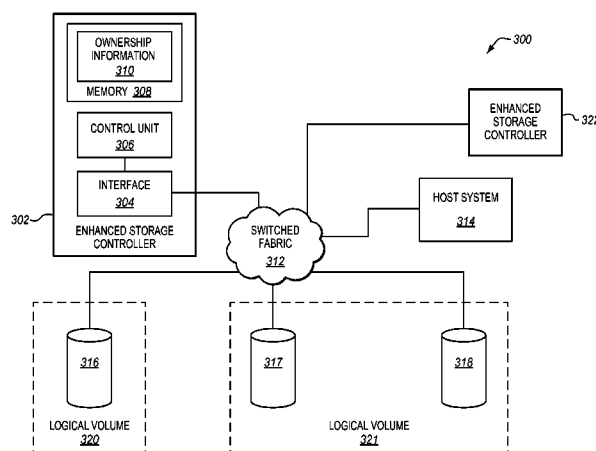 OWNERSHIP
INFORMATION
310
MEMORY 308
CONTROL UNIT
306
INTERFACE
304
ENHANCED STORAGE
CONTROLLER
302
300
ENHANCED
STORAGE
CONTROLLER
322
HOST SYSTEM
314
SWITCHED
FABRIC
312
316
317
318
LOGICAL VOLUME
320
LOGICAL VOLUME
321